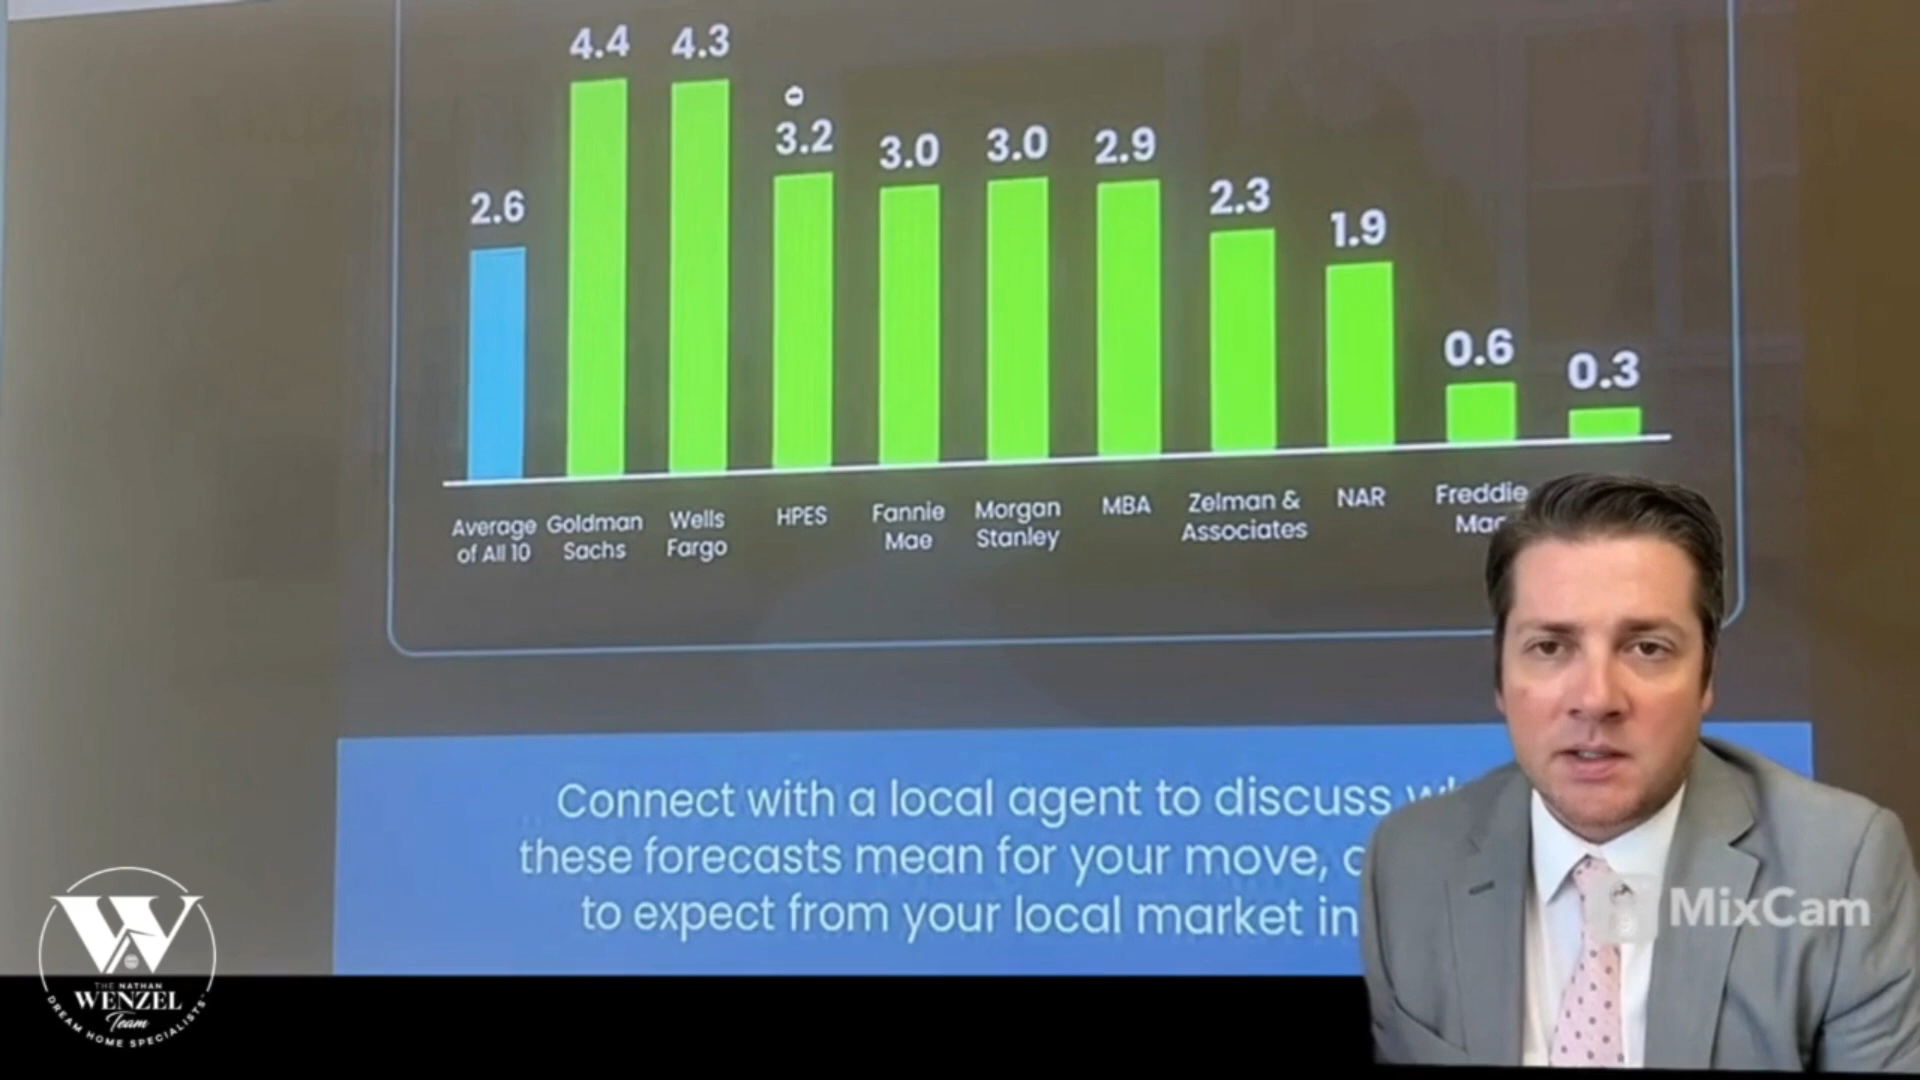 4.4
4.3
3.2
3.0
3.0
2.9
2.6
2.3
1.9
0.6
0.3
Average of All 10
Goldman Sachs
Wells Fargo
HPES
Fannie Mae
Morgan Stanley
MBA
Zelman & Associates
NAR
Freddie
Connect with a local agent to discuss
these forecasts mean for your move,
to expect from your local market in
MixCam
W
THE NATHAN
WENZEL
Team
DREAM HOME SPECIALISTS